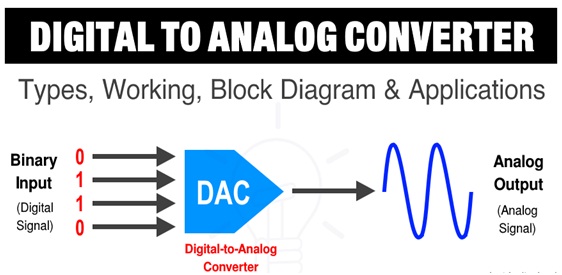 DIGITAL TO ANALOG CONVERTER
Types, Working, Block Diagram & Applications
Binary
Input
(Digital
Signal)
0
1
1
0
DAC
Digital-to-Analog
Converter
Analog
Output
(Analog
Signal)